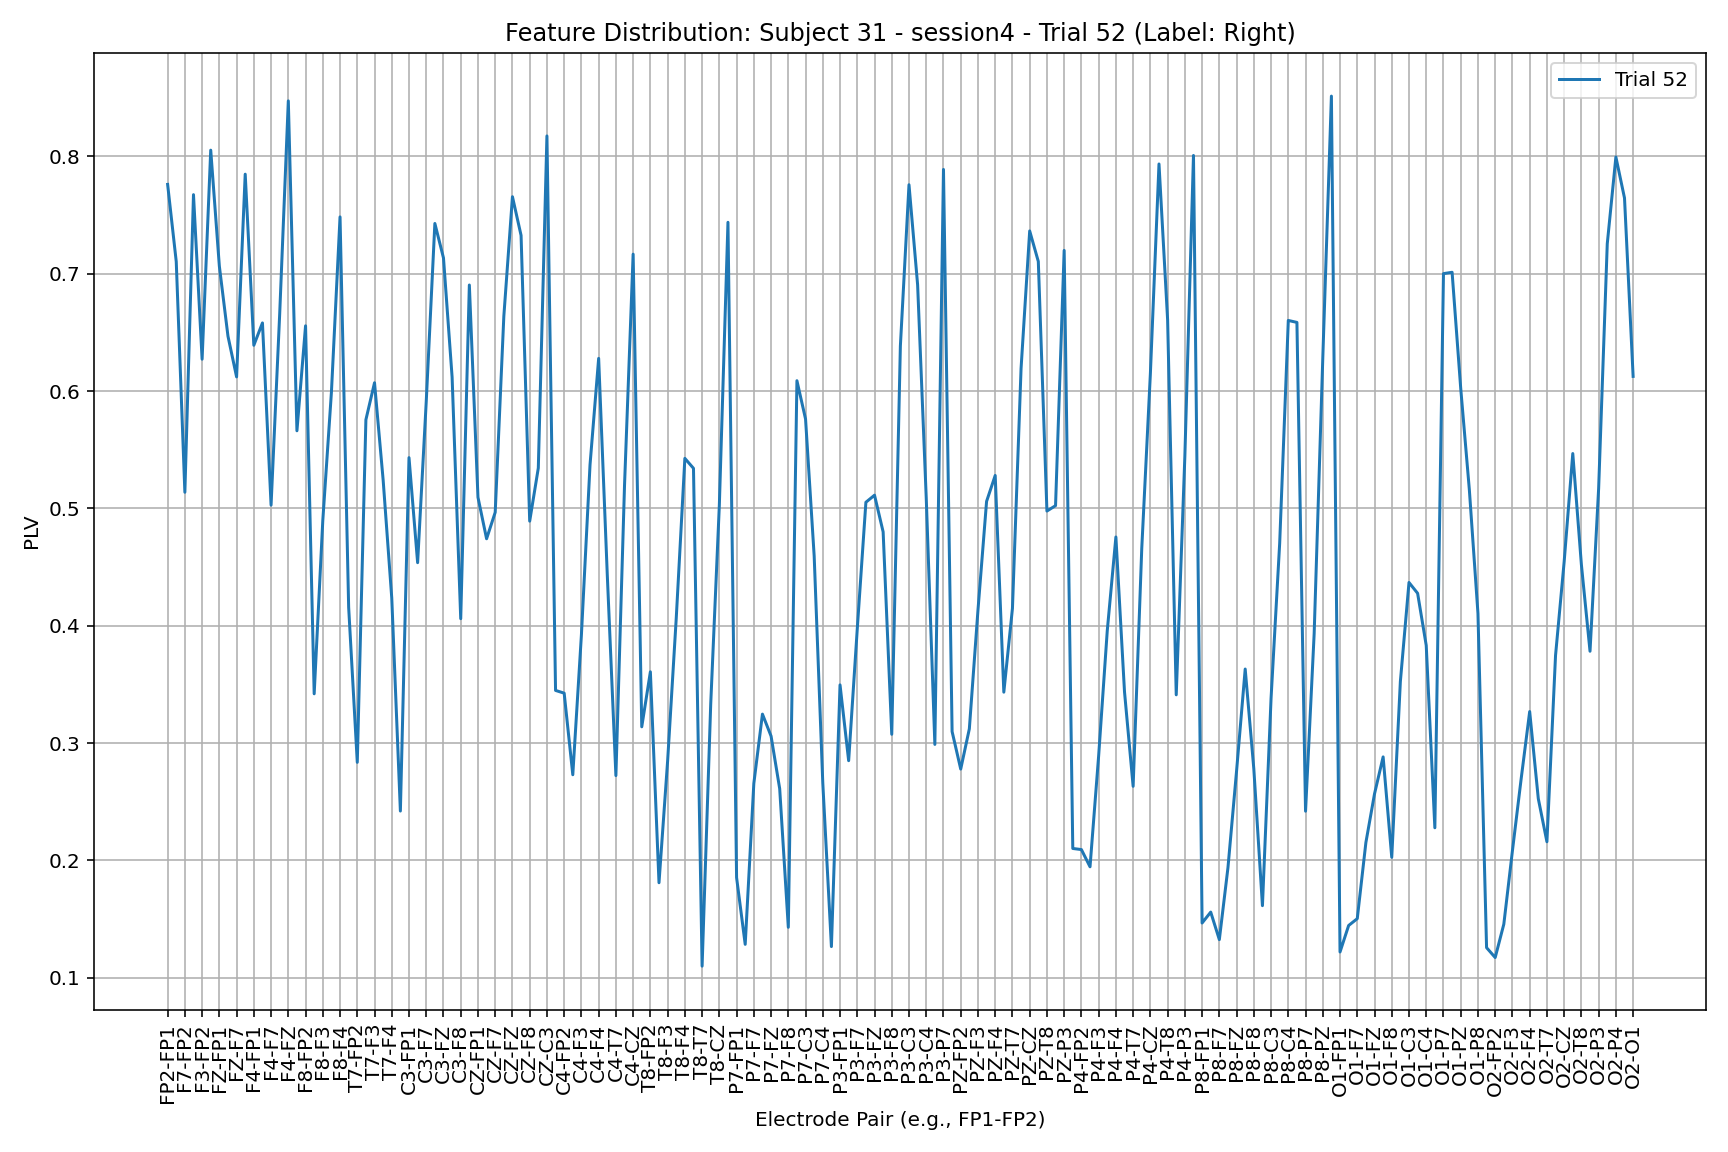 Feature Distribution: Subject 31 - session4 - Trial 52 (Label: Right)
Trial 52
PLV
0.8
0.7
0.6
0.5
0.4
0.3
0.2
0.1
FP2-FP1
F7-FP2
F3-FP2
FZ-FP1
FZ-F7
F4-FP1
F4-F7
F4-FZ
F8-FP2
F8-F3
F8-F4
T7-FP2
T7-F3
T7-F4
C3-FP1
C3-F7
C3-FZ
C3-F8
CZ-FP1
CZ-F7
CZ-FZ
CZ-F8
CZ-C3
C4-FP2
C4-F3
C4-F4
C4-T7
C4-CZ
T8-FP2
T8-F3
T8-F4
T8-T7
T8-CZ
P7-FP1
P7-F7
P7-FZ
P7-F8
P7-C3
P7-C4
P3-FP1
P3-F7
P3-FZ
P3-F8
P3-C3
P3-C4
P3-P7
PZ-FP2
PZ-F3
PZ-F4
PZ-T7
PZ-CZ
PZ-T8
PZ-P3
P4-FP2
P4-F3
P4-F4
P4-T7
P4-CZ
P4-T8
P4-P3
P8-FP1
P8-F7
P8-FZ
P8-F8
P8-C3
P8-C4
P8-P7
P8-PZ
O1-FP1
O1-F7
O1-FZ
O1-F8
O1-C3
O1-C4
O1-P7
O1-PZ
O1-P8
O2-FP2
O2-F3
O2-F4
O2-T7
O2-CZ
O2-T8
O2-P3
O2-P4
O2-O1
Electrode Pair (e.g., FP1-FP2)